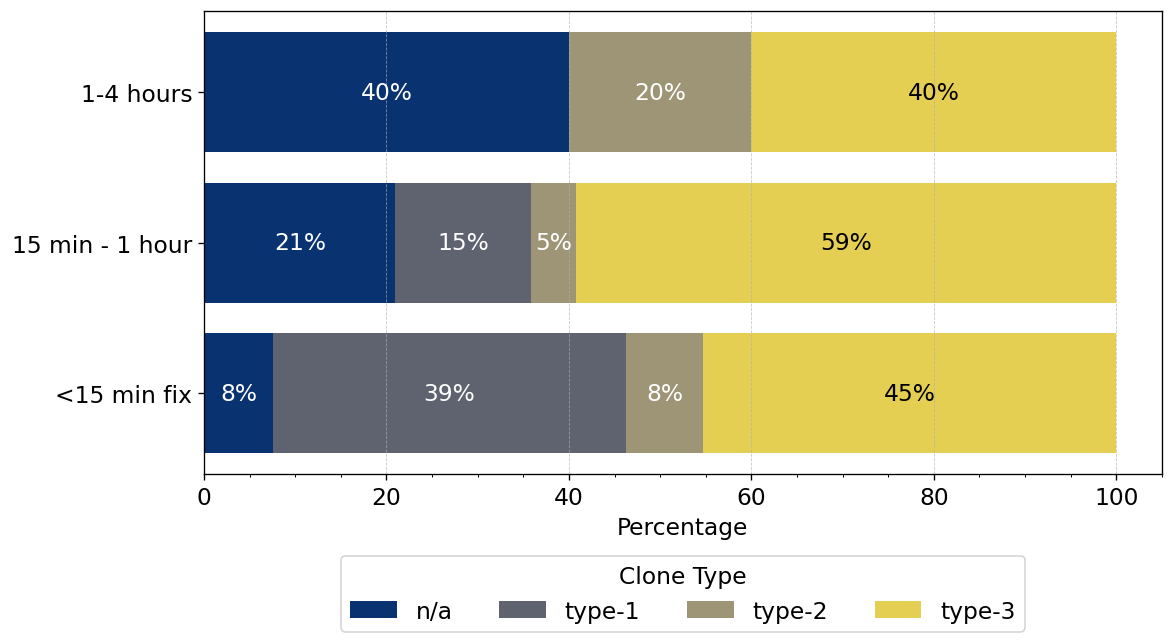 1-4 hours
40% 20% 40%
15 min - 1 hour
21% 15% 5% 59%
<15 min fix
8% 39% 8% 45%
0 20 40 60 80 100
Percentage
Clone Type
n/a type-1 type-2 type-3